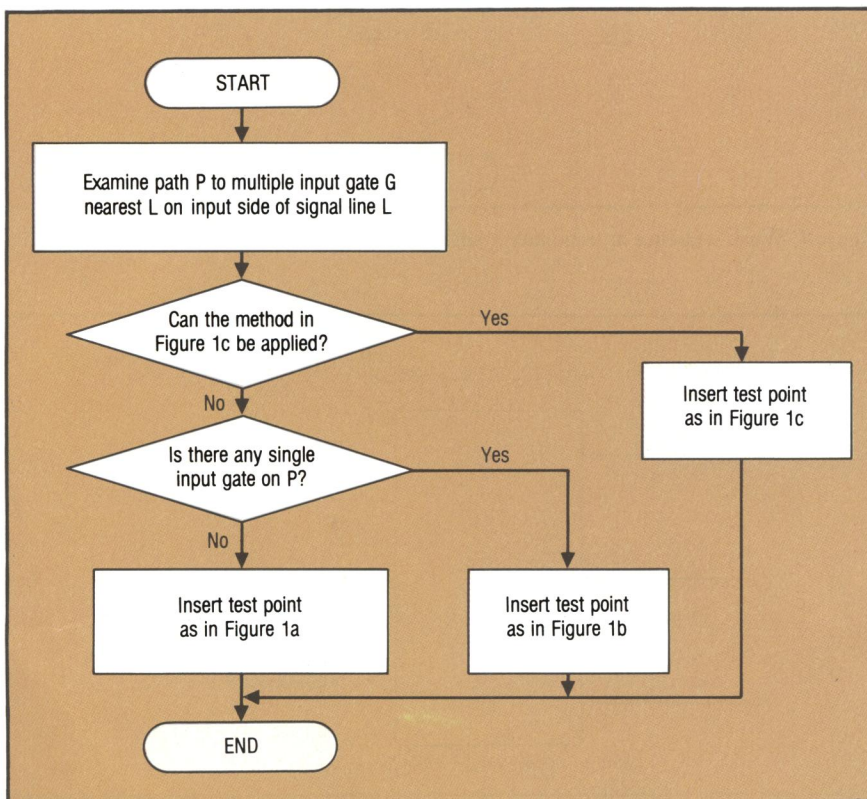 START
Examine path P to multiple input gate G
nearest L on input side of signal line L
Can the method in
Figure 1c be applied?
Yes
Insert test point
as in Figure 1c
No
Is there any single
input gate on P?
Yes
No
Insert test point
as in Figure 1a
Insert test point
as in Figure 1b
END